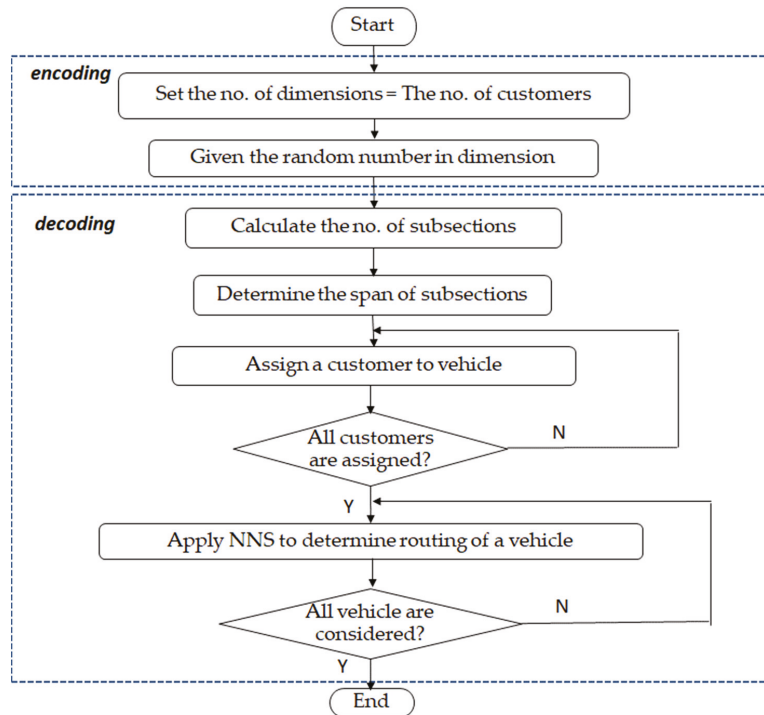 Start
encoding
Set the no. of dimensions = The no. of customers
Given the random number in dimension
decoding
Calculate the no. of subsections
Determine the span of subsections
Assign a customer to vehicle
All customers
are assigned?
N
Y
Apply NNS to determine routing of a vehicle
All vehicle are
considered?
N
Y
End